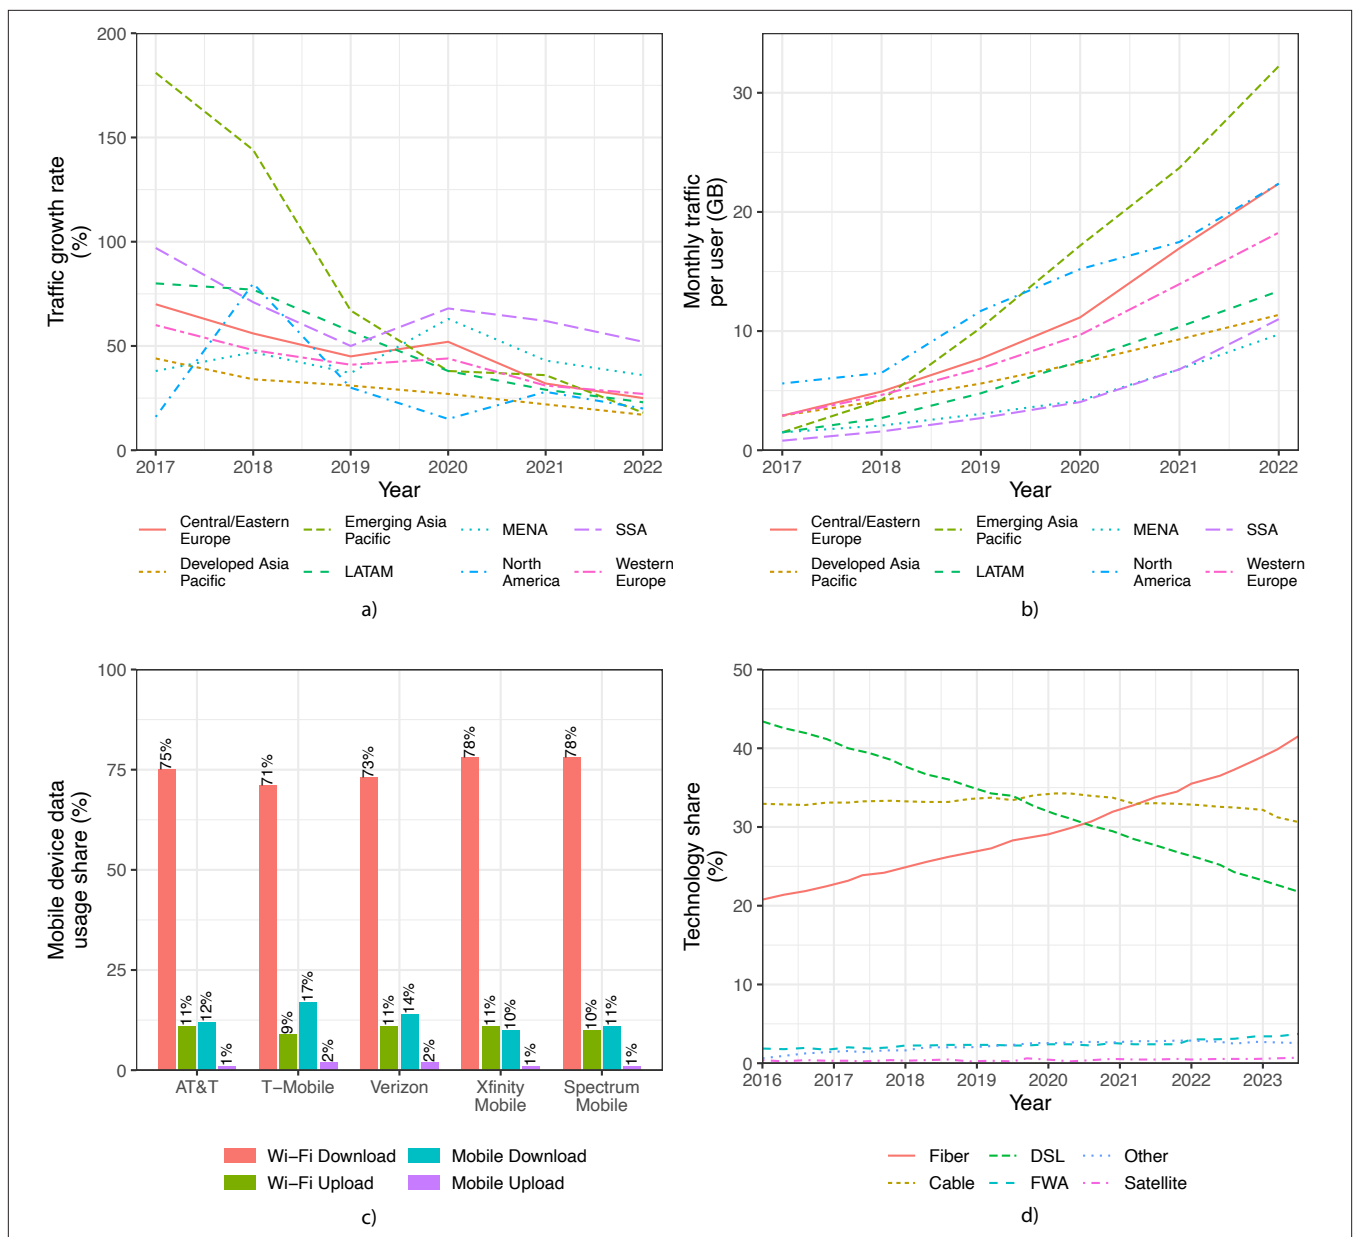 Traffic growth rate
(%)
200
150
100
50
0
2017 2018 2019 2020 2021 2022
Year
Central/Eastern
Europe
Emerging Asia
Pacific
MENA
SSA
Developed Asia
Pacific
LATAM
North
America
Western
Europe
a)
Monthly traffic
per user (GB)
30
20
10
0
2017 2018 2019 2020 2021 2022
Year
Central/Eastern
Europe
Emerging Asia
Pacific
MENA
SSA
Developed Asia
Pacific
LATAM
North
America
Western
Europe
b)
Mobile device data
usage share (%)
100
75
50
25
0
75% 11% 12% 1%
71% 9% 17% 2%
73% 11% 14% 2%
78% 11% 10% 1%
78% 10% 11% 1%
AT&T
T−Mobile
Verizon
Xfinity
Mobile
Spectrum
Mobile
Wi−Fi Download
Mobile Download
Wi−Fi Upload
Mobile Upload
c)
Technology share
(%)
50
40
30
20
10
0
2016 2017 2018 2019 2020 2021 2022 2023
Year
Fiber
DSL
Other
Cable
FWA
Satellite
d)